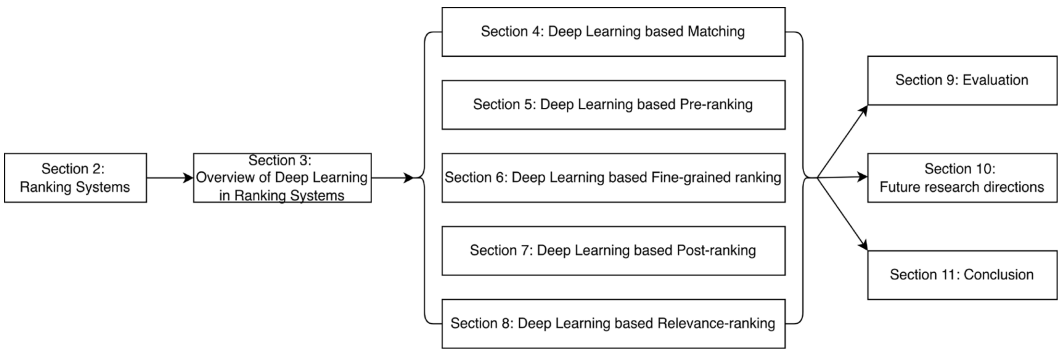 Section 2:
Ranking Systems
Section 3:
Overview of Deep Learning
in Ranking Systems
Section 4: Deep Learning based Matching
Section 5: Deep Learning based Pre-ranking
Section 6: Deep Learning based Fine-grained ranking
Section 7: Deep Learning based Post-ranking
Section 8: Deep Learning based Relevance-ranking
Section 9: Evaluation
Section 10:
Future research directions
Section 11: Conclusion